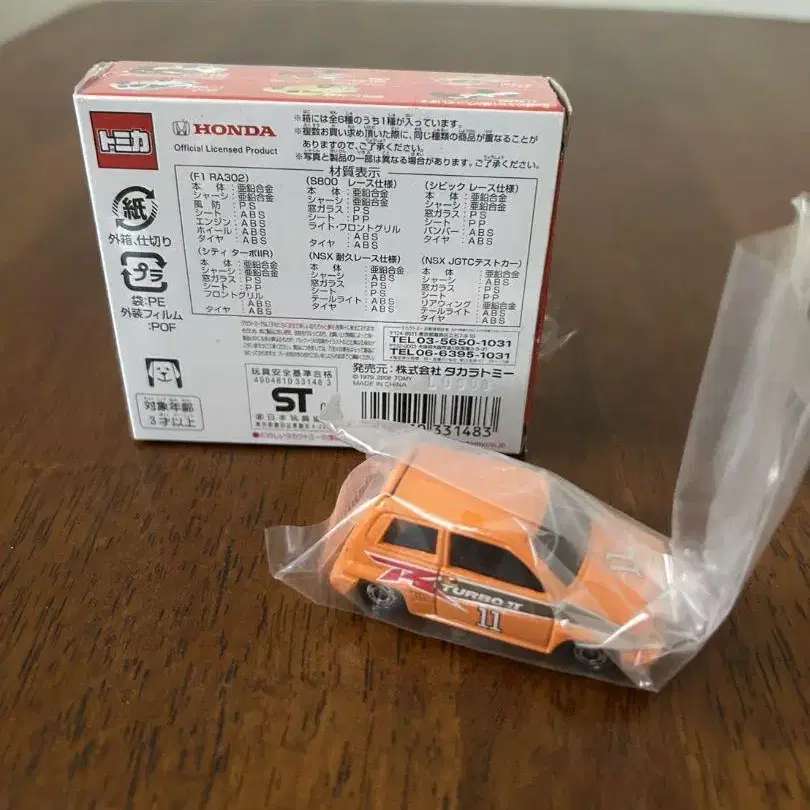 トミカ
HONDA
Official Licensed Product
※箱には全6種のうち1種が入っています。
※複数お買い求め頂いた際に、同じ種類の商品が重なることが
ありますので、ご了承ください。
※写真と製品の一部は異なる場合があります。ご了承ください。
材質表示
(F1 RA302)
本体:亜鉛合金
シャーシ:亜鉛合金
風防:PS
シート:ABS
エンジン:ABS
ホイール:ABS
タイヤ:ABS
(S800 レース仕様)
本体:亜鉛合金
シャーシ:亜鉛合金
窓ガラス:PS
シート:PP
ライト・フロントグリル
:ABS
タイヤ:ABS
(シビック レース仕様)
本体:亜鉛合金
シャーシ:亜鉛合金
窓ガラス:PS
シート:PP
バンパー:ABS
タイヤ:ABS
(シティ ターボIIR)
本体:亜鉛合金
シャーシ:亜鉛合金
窓ガラス:PS
シート:PP
フロントグリル
:ABS
タイヤ:ABS
(NSX 耐久レース仕様)
本体:亜鉛合金
シャーシ:ABS
窓ガラス:PS
シート:PP
テールライト:ABS
タイヤ:ABS
(NSX JGTCテストカー)
本体:亜鉛合金
シャーシ:ABS
窓ガラス:PS
シート:PP
リアウィング:亜鉛合金
テールライト:ABS
タイヤ:ABS
紙
外箱、仕切り
プラ
袋:PE
外装フィルム
:POF
対象年齢
3才以上
玩具安全基準合格
4904810 33148 3
ST
TEL03-5650-1031
TEL06-6395-1031
発売元:株式会社 タカラトミー
MADE IN CHINA
331483
R
TURBO II
11
11